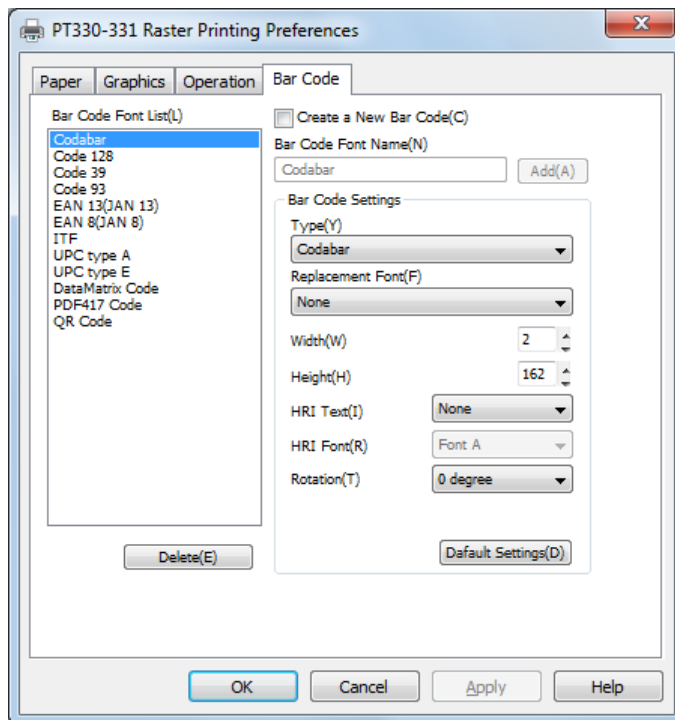 PT330-331 Raster Printing Preferences
Paper Graphics Operation Bar Code
Bar Code Font List(L)
Codabar
Code 128
Code 39
Code 93
EAN 13(JAN 13)
EAN 8(JAN 8)
ITF
UPC type A
UPC type E
DataMatrix Code
PDF417 Code
QR Code
Delete(E)
Create a New Bar Code(C)
Bar Code Font Name(N)
Codabar Add(A)
Bar Code Settings
Type(Y)
Codabar
Replacement Font(F)
None
Width(W) 2
Height(H) 162
HRI Text(I) None
HRI Font(R) Font A
Rotation(T) 0 degree
Dafault Settings(D)
OK Cancel Apply Help